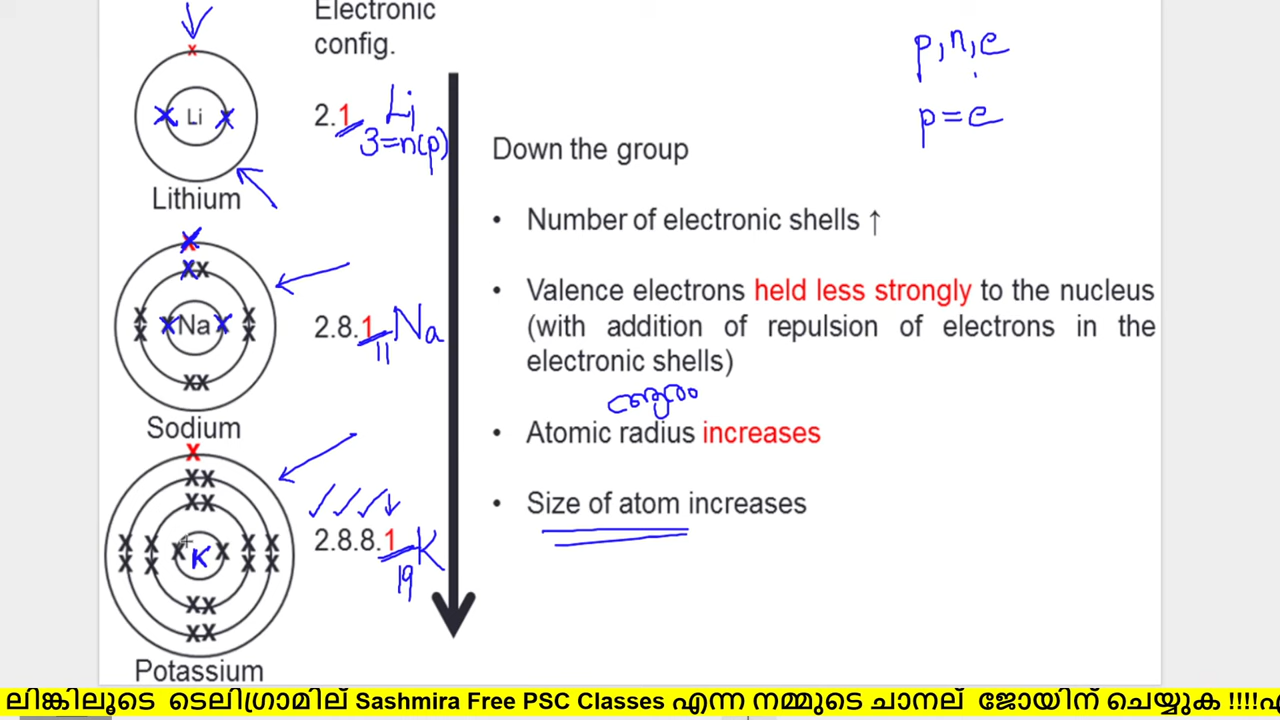 Electronic
config.
p, n, e
p = e
Li
2.1 Li
3=n(p)
Lithium
Down the group
• Number of electronic shells ↑
• Valence electrons held less strongly to the nucleus
(with addition of repulsion of electrons in the
electronic shells)
Na
2.8.1 Na
11
Sodium
• Atomic radius increases
• Size of atom increases
K
2.8.8.1 K
19
Potassium
ലിങ്കിലൂടെ ടെലിഗ്രാമില് Sashmira Free PSC Classes എന്ന നമ്മുടെ ചാനല് ജോയിന് ചെയ്യുക !!!!